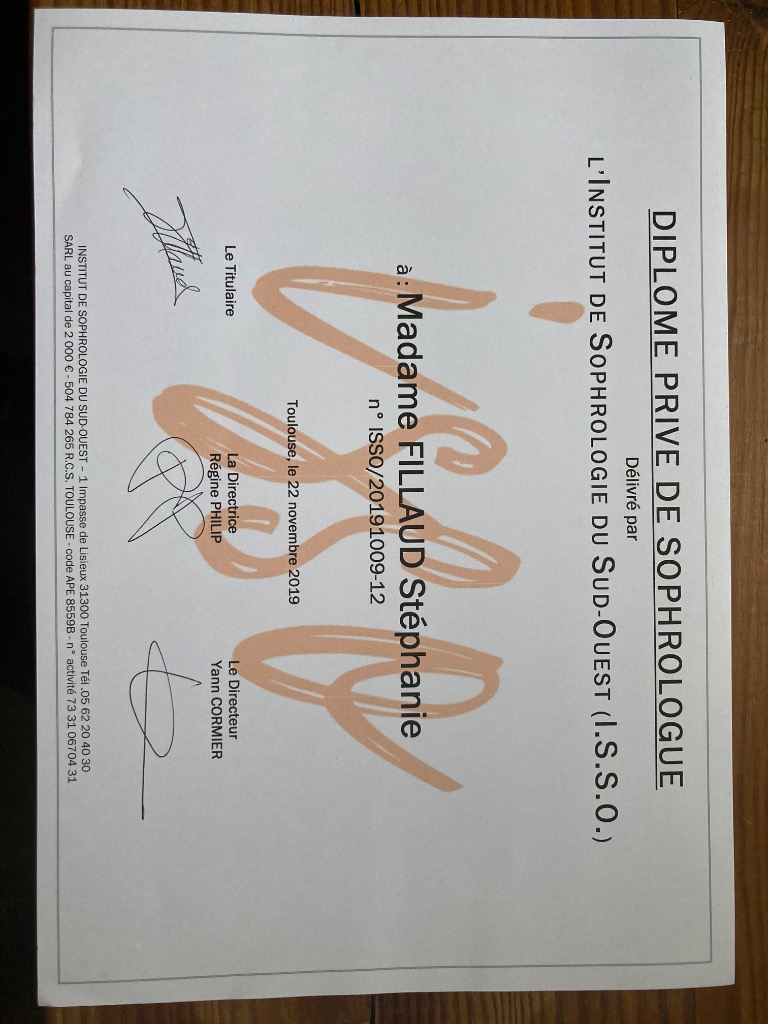 DIPLOME PRIVE DE SOPHROLOGUE
Délivré par
L'INSTITUT DE SOPHROLOGIE DU SUD-OUEST (I.S.S.O.)
à : Madame FILLAUD Stéphanie
n° ISSO/20191009-12
Toulouse, le 22 novembre 2019
Le Titulaire
La Directrice
Régine PHILIP
Le Directeur
Yann CORMIER
INSTITUT DE SOPHROLOGIE DU SUD-OUEST – 1 Impasse de Lisieux 31300 Toulouse Tél .05 62 20 40 30
SARL au capital de 2 000 € - 504 784 265 R.C.S. TOULOUSE - code APE 8559B - n° activité 73 31 06704 31